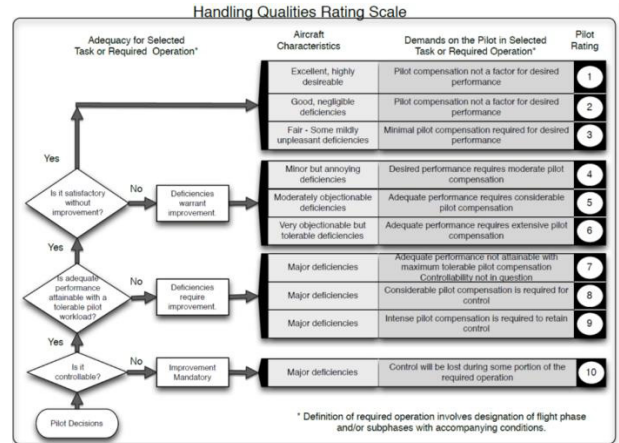 Handling Qualities Rating Scale
Adequacy for Selected
Task or Required Operation*
Aircraft
Characteristics
Demands on the Pilot in Selected
Task or Required Operation*
Pilot
Rating
Excellent, highly
desireable
Pilot compensation not a factor for desired
performance
1
Good, negligible
deficiencies
Pilot compensation not a factor for desired
performance
2
Fair - Some mildly
unpleasant deficiencies
Minimal pilot compensation required for desired
performance
3
Yes
Is it satisfactory
without
improvement?
No
Deficiencies
warrant
improvement.
Minor but annoying
deficiencies
Desired performance requires moderate pilot
compensation
4
Moderately objectionable
deficiencies
Adequate performance requires considerable
pilot compensation
5
Very objectionable but
tolerable deficiencies
Adequate performance requires extensive pilot
compensation
6
Yes
Is adequate
performance
attainable with a
tolerable pilot
workload?
No
Deficiencies
require
improvement.
Major deficiencies
Adequate performance not attainable with
maximum tolerable pilot compensation
Controllability not in question
7
Major deficiencies
Considerable pilot compensation is required for
control
8
Major deficiencies
Intense pilot compensation is required to retain
control
9
Yes
Is it
controllable?
No
Improvement
Mandatory
Major deficiencies
Control will be lost during some portion of the
required operation
10
Pilot Decisions
* Definition of required operation involves designation of flight phase
and/or subphases with accompanying conditions.